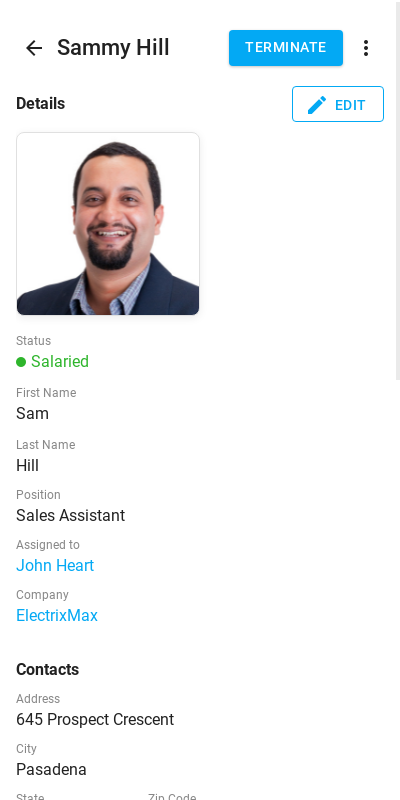 Sammy Hill
TERMINATE
Details
EDIT
Status
Salaried
First Name
Sam
Last Name
Hill
Position
Sales Assistant
Assigned to
John Heart
Company
ElectrixMax
Contacts
Address
645 Prospect Crescent
City
Pasadena
State Zip Code